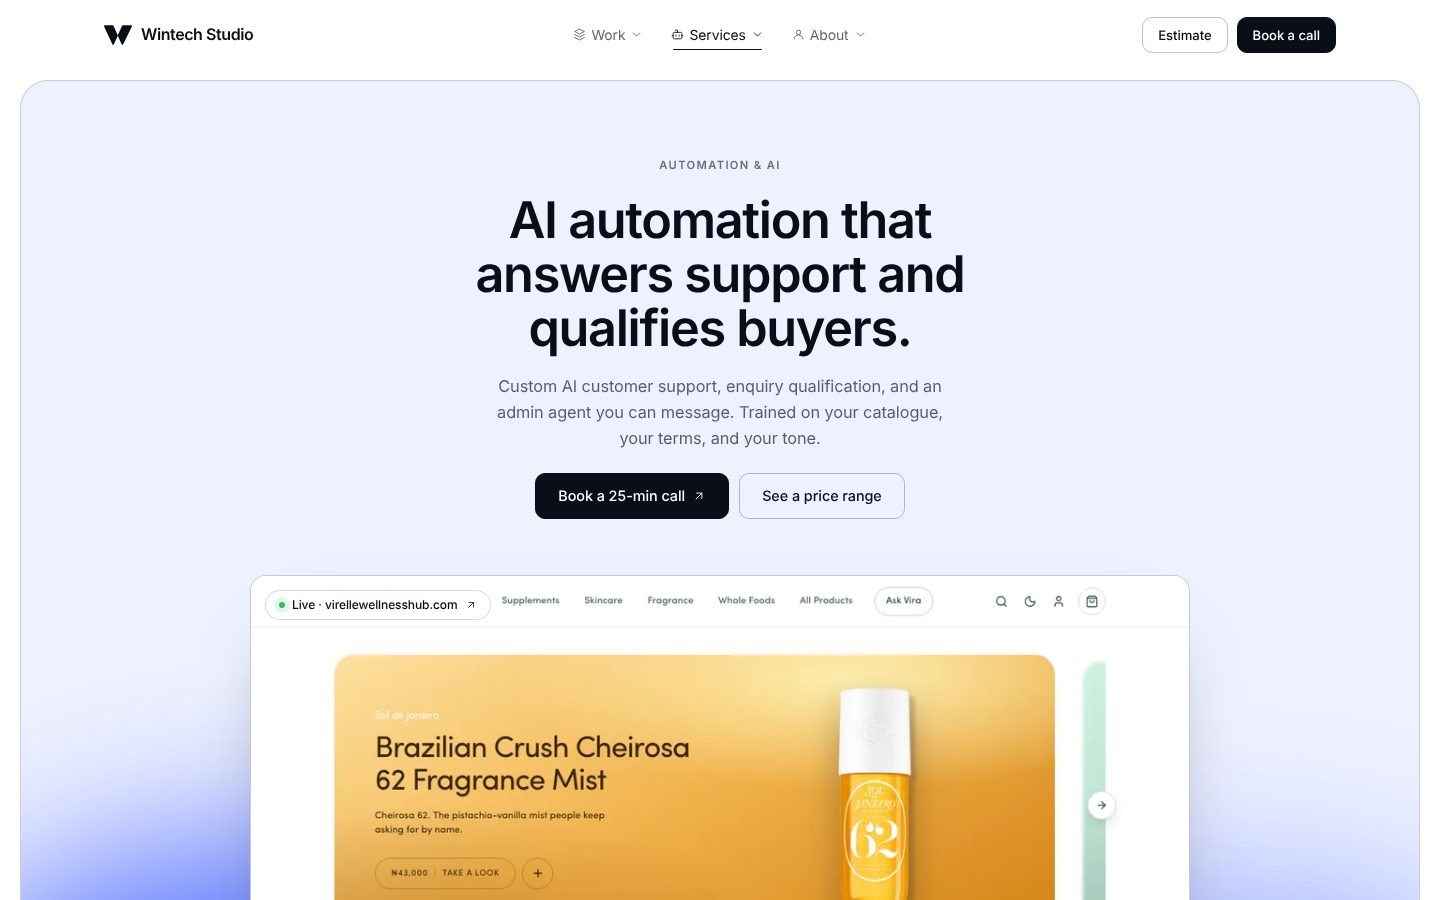 Wintech Studio
Work
Services
About
Estimate
Book a call
AUTOMATION & AI
AI automation that
answers support and
qualifies buyers.
Custom AI customer support, enquiry qualification, and an
admin agent you can message. Trained on your catalogue,
your terms, and your tone.
Book a 25-min call
See a price range
Live · virellewellnesshub.com
Supplements
Skincare
Fragrance
Whole Foods
All Products
Ask Vira
Sol de Janeiro
Brazilian Crush Cheirosa
62 Fragrance Mist
Cheirosa 62. The pistachio-vanilla mist people keep
asking for by name.
₦43,000
TAKE A LOOK
SOL
DE
JANEIRO
62